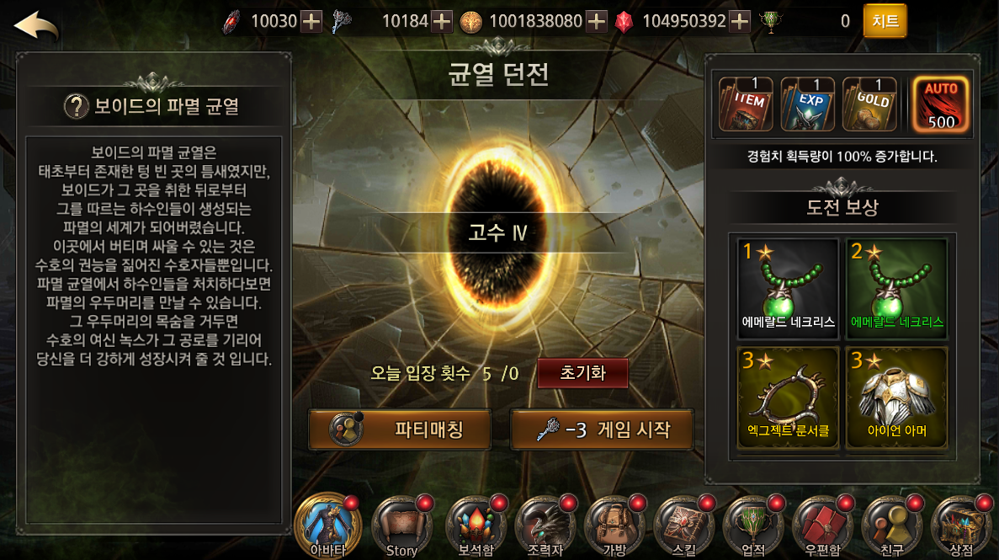 10030
10184
1001838080
104950392
0
치트
균열 던전
? 보이드의 파멸 균열
보이드의 파멸 균열은
태초부터 존재한 텅 빈 곳의 틈새였지만,
보이드가 그 곳을 취한 뒤로부터
그를 따르는 하수인들이 생성되는
파멸의 세계가 되어버렸습니다.
이곳에서 버티며 싸울 수 있는 것은
수호의 권능을 짊어진 수호자들뿐입니다.
파멸 균열에서 하수인들을 처치하다보면
파멸의 우두머리를 만날 수 있습니다.
그 우두머리의 목숨을 거두면
수호의 여신 녹스가 그 공로를 기리어
당신을 더 강하게 성장시켜 줄 것 입니다.
고수 Ⅳ
오늘 입장 횟수 5 /0
초기화
파티매칭
-3 게임 시작
1
ITEM
1
EXP
1
GOLD
AUTO
500
경험치 획득량이 100% 증가합니다.
도전 보상
1
에메랄드 네크리스
2
에메랄드 네크리스
3
엑그젝트 룬서클
3
아이언 아머
아바타
Story
보석함
조력자
가방
스킬
업적
우편함
친구
상점